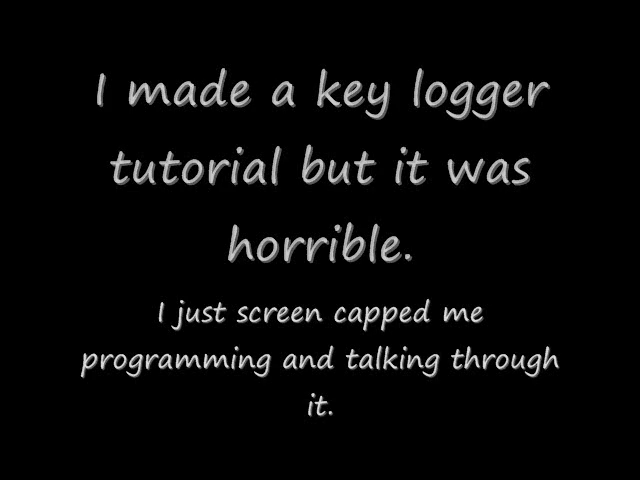 I made a key logger
tutorial but it was
horrible.
I just screen capped me
programming and talking through
it.